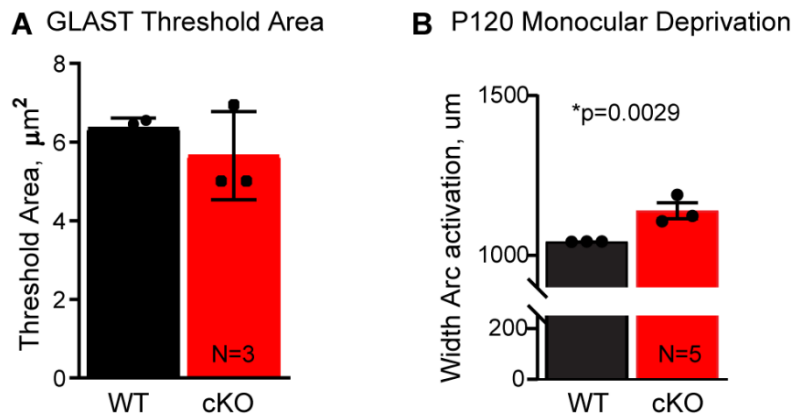 A GLAST Threshold Area
Threshold Area, µm²
8
6
4
2
0
N=3
WT cKO
B P120 Monocular Deprivation
Width Arc activation, um
1500
1000
200
0
*p=0.0029
N=5
WT cKO